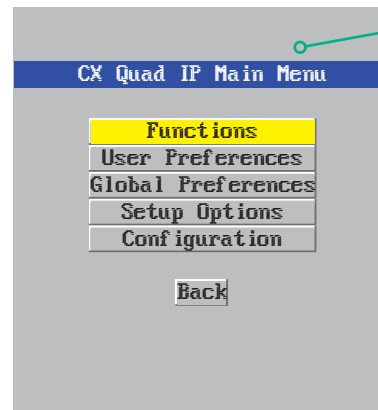 CX Quad IP Main Menu
Functions
User Preferences
Global Preferences
Setup Options
Configuration
Back